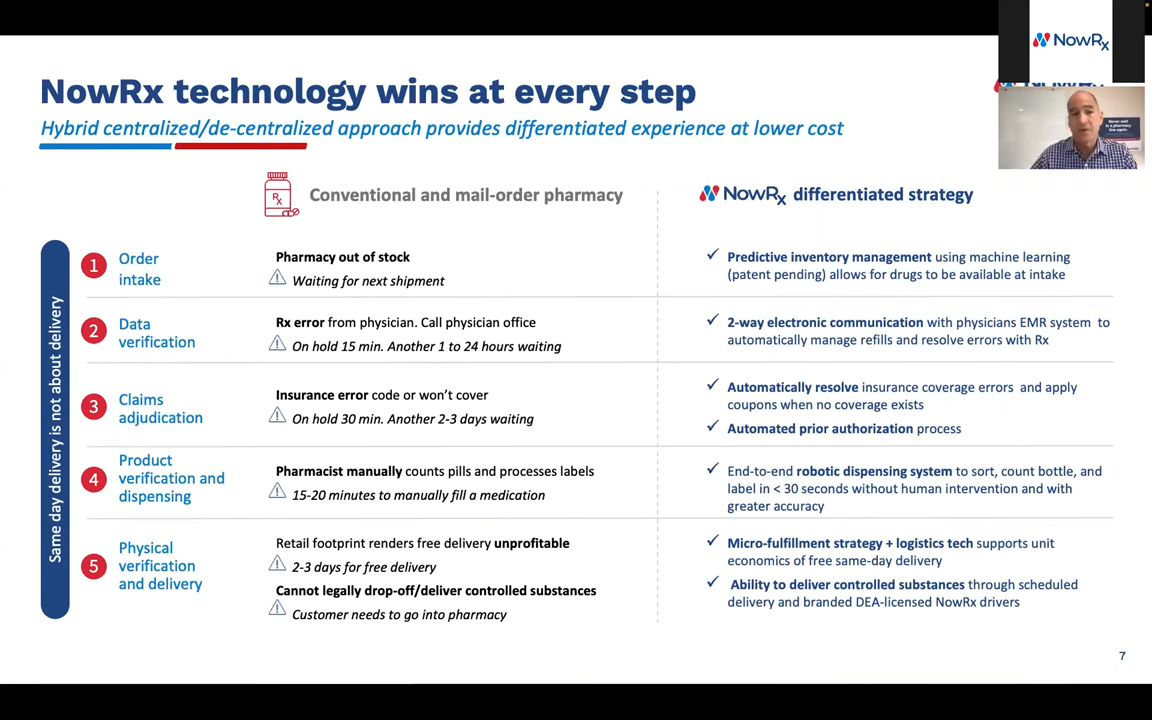 NowRx
NowRx technology wins at every step
Hybrid centralized/de-centralized approach provides differentiated experience at lower cost
Conventional and mail-order pharmacy
NowRx differentiated strategy
Same day delivery is not about delivery
1
Order
intake
Pharmacy out of stock
Waiting for next shipment
Predictive inventory management using machine learning
(patent pending) allows for drugs to be available at intake
2
Data
verification
Rx error from physician. Call physician office
On hold 15 min. Another 1 to 24 hours waiting
2-way electronic communication with physicians EMR system to
automatically manage refills and resolve errors with Rx
3
Claims
adjudication
Insurance error code or won't cover
On hold 30 min. Another 2-3 days waiting
Automatically resolve insurance coverage errors and apply
coupons when no coverage exists
Automated prior authorization process
4
Product
verification and
dispensing
Pharmacist manually counts pills and processes labels
15-20 minutes to manually fill a medication
End-to-end robotic dispensing system to sort, count bottle, and
label in < 30 seconds without human intervention and with
greater accuracy
5
Physical
verification
and delivery
Retail footprint renders free delivery unprofitable
2-3 days for free delivery
Cannot legally drop-off/deliver controlled substances
Customer needs to go into pharmacy
Micro-fulfillment strategy + logistics tech supports unit
economics of free same-day delivery
Ability to deliver controlled substances through scheduled
delivery and branded DEA-licensed NowRx drivers
7